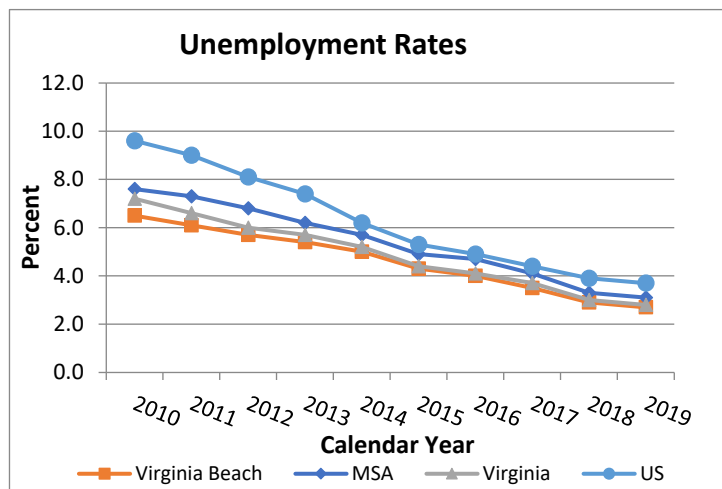 Unemployment Rates
12.0
10.0
8.0
6.0
4.0
2.0
0.0
Percent
2010 2011 2012 2013 2014 2015 2016 2017 2018 2019
Calendar Year
Virginia Beach MSA Virginia US